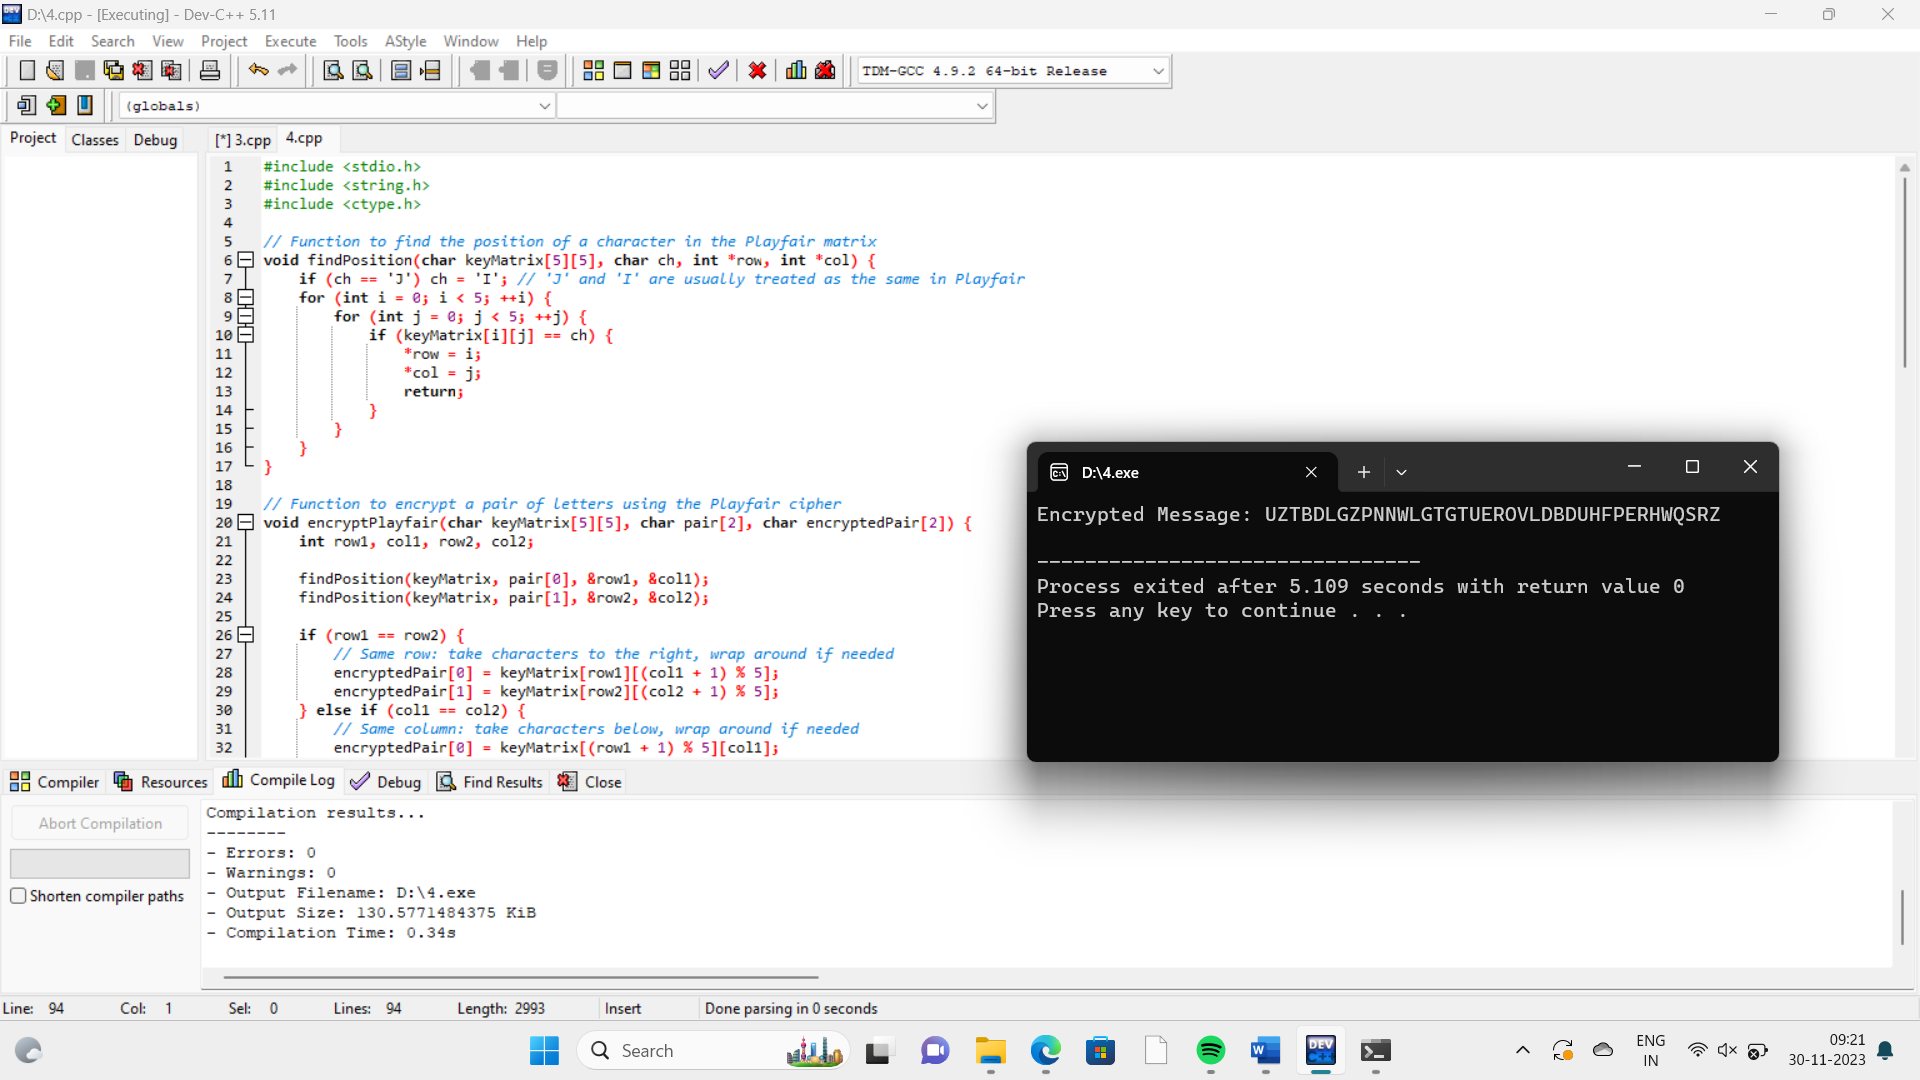 D:\4.cpp - [Executing] - Dev-C++ 5.11
File Edit Search View Project Execute Tools AStyle Window Help
TDM-GCC 4.9.2 64-bit Release
(globals)
Project Classes Debug [*] 3.cpp 4.cpp
1 #include <stdio.h>
2 #include <string.h>
3 #include <ctype.h>
4
5 // Function to find the position of a character in the Playfair matrix
6 void findPosition(char keyMatrix[5][5], char ch, int *row, int *col) {
7 if (ch == 'J') ch = 'I'; // 'J' and 'I' are usually treated as the same in Playfair
8 for (int i = 0; i < 5; ++i) {
9 for (int j = 0; j < 5; ++j) {
10 if (keyMatrix[i][j] == ch) {
11 *row = i;
12 *col = j;
13 return;
14 }
15 }
16 }
17 }
18
19 // Function to encrypt a pair of letters using the Playfair cipher
20 void encryptPlayfair(char keyMatrix[5][5], char pair[2], char encryptedPair[2]) {
21 int row1, col1, row2, col2;
22
23 findPosition(keyMatrix, pair[0], &row1, &col1);
24 findPosition(keyMatrix, pair[1], &row2, &col2);
25
26 if (row1 == row2) {
27 // Same row: take characters to the right, wrap around if needed
28 encryptedPair[0] = keyMatrix[row1][(col1 + 1) % 5];
29 encryptedPair[1] = keyMatrix[row2][(col2 + 1) % 5];
30 } else if (col1 == col2) {
31 // Same column: take characters below, wrap around if needed
32 encryptedPair[0] = keyMatrix[(row1 + 1) % 5][col1];
D:\4.exe
Encrypted Message: UZTBDLGZPNNWLGTGTUEROVLDBDUHFPERHWQSRZ
--------------------------------
Process exited after 5.109 seconds with return value 0
Press any key to continue . . .
Compiler Resources Compile Log Debug Find Results Close
Abort Compilation
Shorten compiler paths
Compilation results...
--------
- Errors: 0
- Warnings: 0
- Output Filename: D:\4.exe
- Output Size: 130.5771484375 KiB
- Compilation Time: 0.34s
Line: 94 Col: 1 Sel: 0 Lines: 94 Length: 2993 Insert Done parsing in 0 seconds
Search
DEV
W
ENG
IN
09:21
30-11-2023